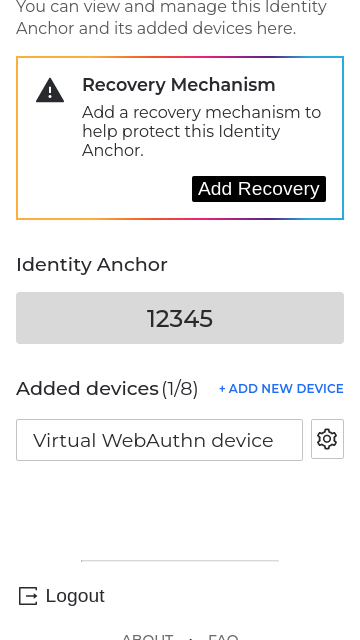 You can view and manage this Identity
Anchor and its added devices here.
Recovery Mechanism
Add a recovery mechanism to
help protect this Identity
Anchor.
Add Recovery
Identity Anchor
12345
Added devices (1/8) + ADD NEW DEVICE
Virtual WebAuthn device
Logout
ABOUT · FAQ